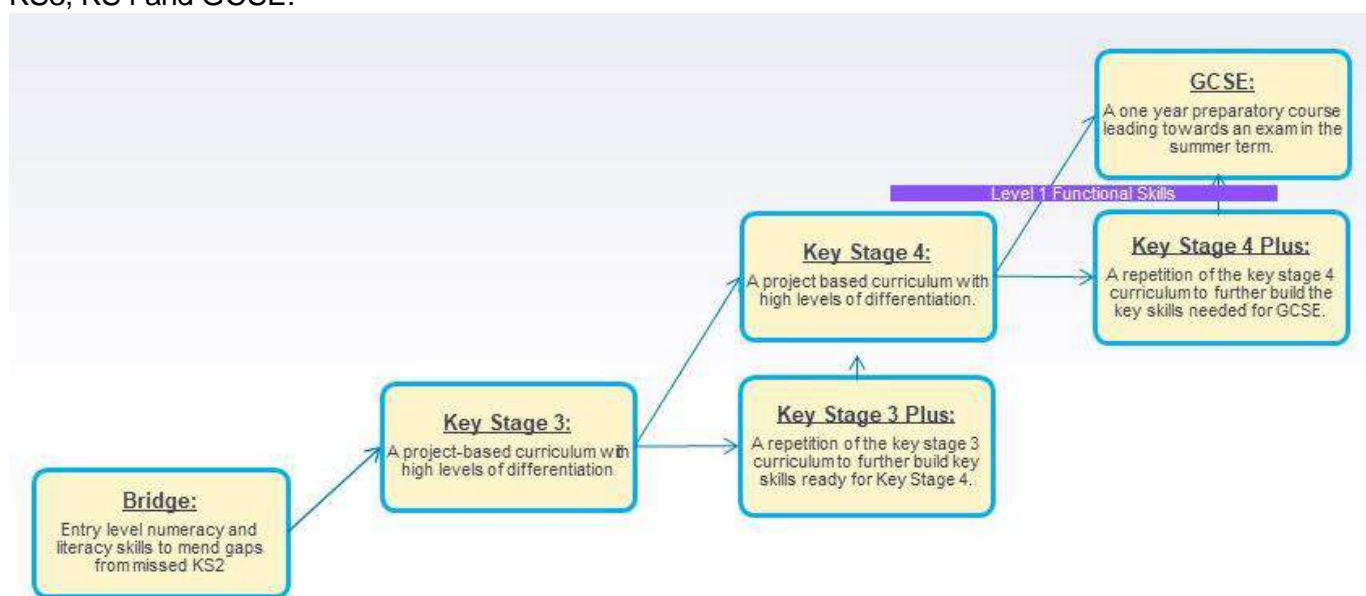 KS3, KS4 and GCSE:
GCSE:
A one year preparatory course
leading towards an exam in the
summer term.
Level 1 Functional Skills
Key Stage 4:
A project based curriculum with
high levels of differentiation.
Key Stage 4 Plus:
A repetition of the key stage 4
curriculum to further build the
key skills needed for GCSE.
Key Stage 3:
A project-based curriculum with
high levels of differentiation
Key Stage 3 Plus:
A repetition of the key stage 3
curriculum to further build key
skills ready for Key Stage 4.
Bridge:
Entry level numeracy and
literacy skills to mend gaps
from missed KS2